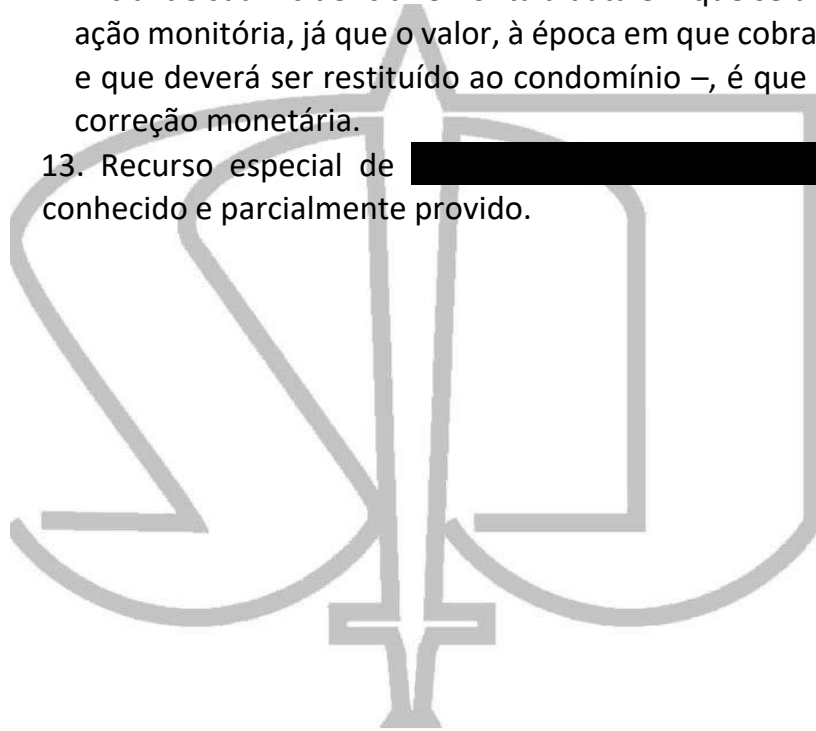 ação monitória, já que o valor, à época em que cobra
e que deverá ser restituído ao condomínio –, é que
correção monetária.
13. Recurso especial de
conhecido e parcialmente provido.